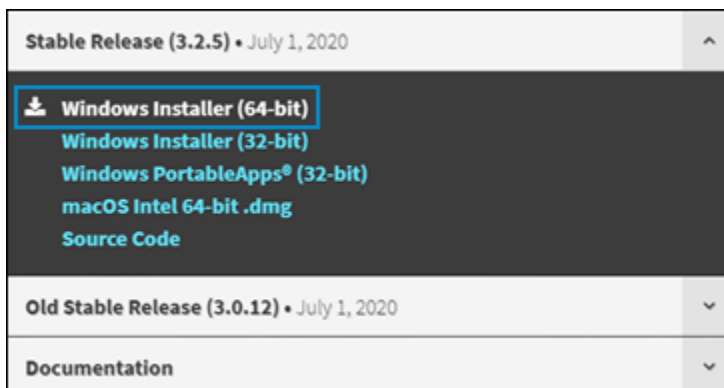 Stable Release (3.2.5) • July 1, 2020
Windows Installer (64-bit)
Windows Installer (32-bit)
Windows PortableApps® (32-bit)
macOS Intel 64-bit .dmg
Source Code
Old Stable Release (3.0.12) • July 1, 2020
Documentation